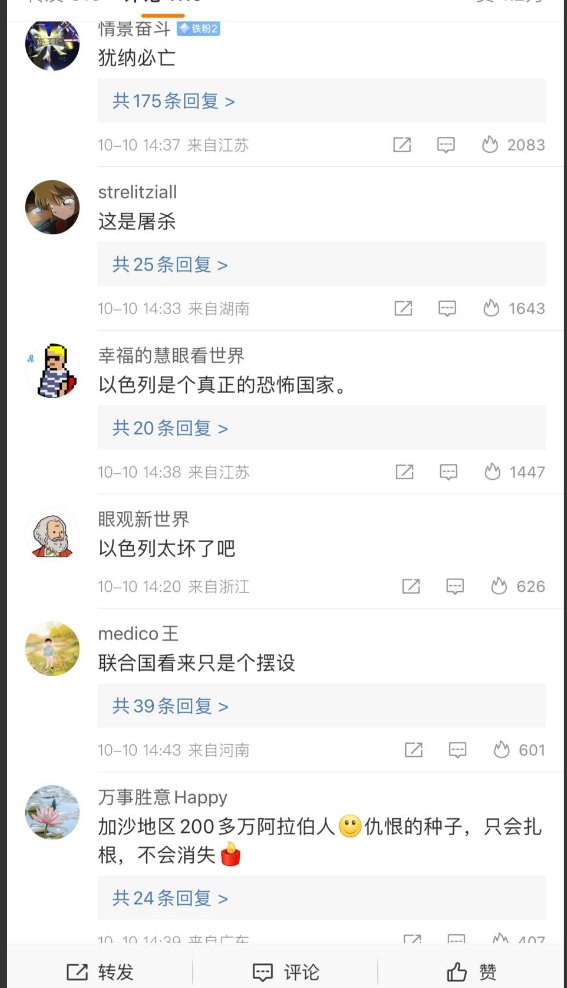 情景奋斗 铁粉2
犹纳必亡
共175条回复 >
10-10 14:37 来自江苏 2083
strelitziall
这是屠杀
共25条回复 >
10-10 14:33 来自湖南 1643
幸福的慧眼看世界
以色列是个真正的恐怖国家。
共20条回复 >
10-10 14:38 来自江苏 1447
眼观新世界
以色列太坏了吧
10-10 14:20 来自浙江 626
medico王
联合国看来只是个摆设
共39条回复 >
10-10 14:43 来自河南 601
万事胜意Happy
加沙地区200多万阿拉伯人🙂仇恨的种子，只会扎
根，不会消失🕯️
共24条回复 >
10-10 14:39 来自广东 407
转发 评论 赞